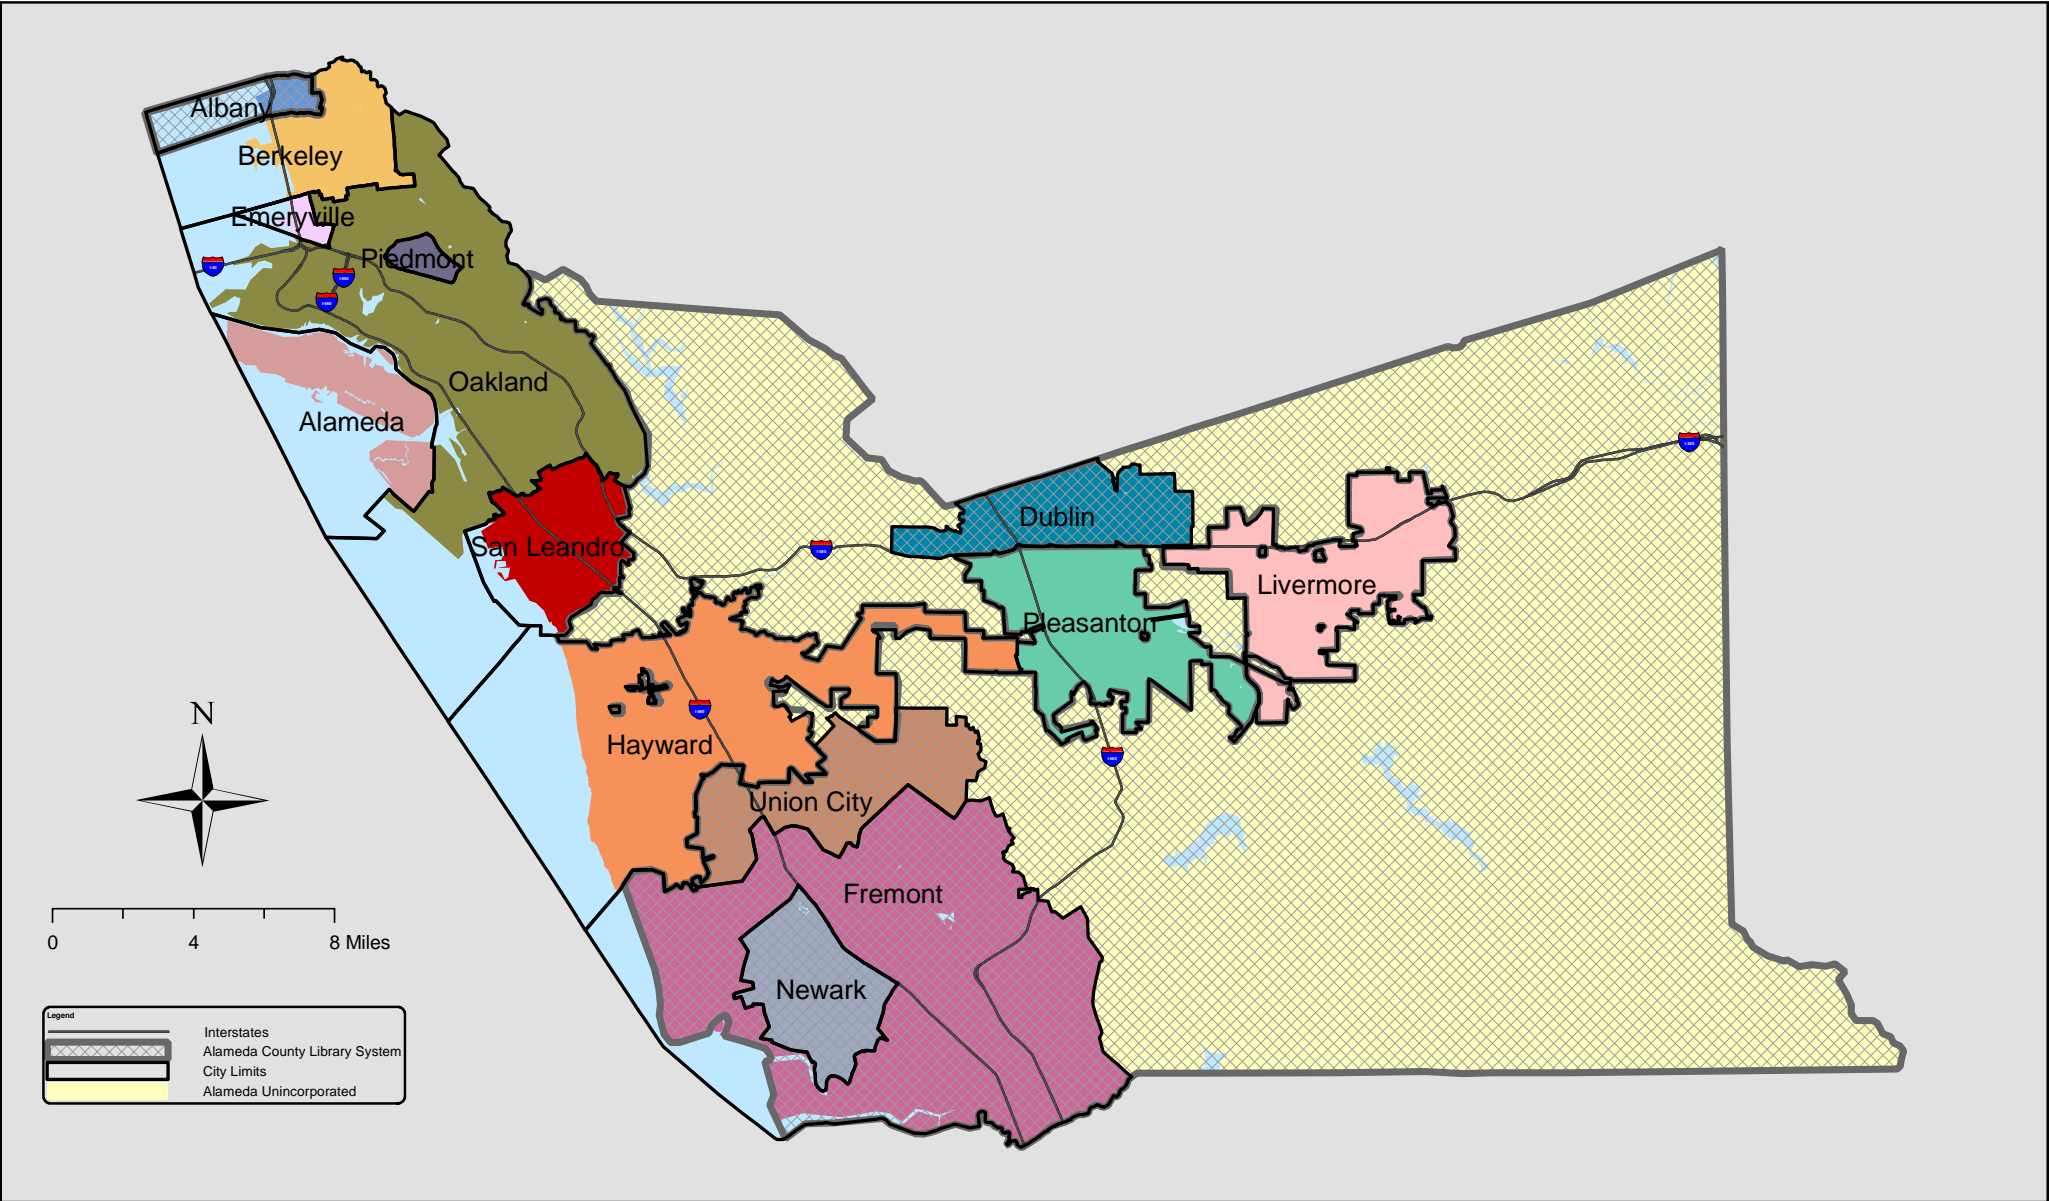 Albany
Berkeley
Emeryville
Piedmont
Oakland
Alameda
San Leandro
Dublin
Livermore
Pleasanton
Hayward
Union City
Fremont
Newark
N
0 4 8 Miles
Legend
Interstates
Alameda County Library System
City Limits
Alameda Unincorporated